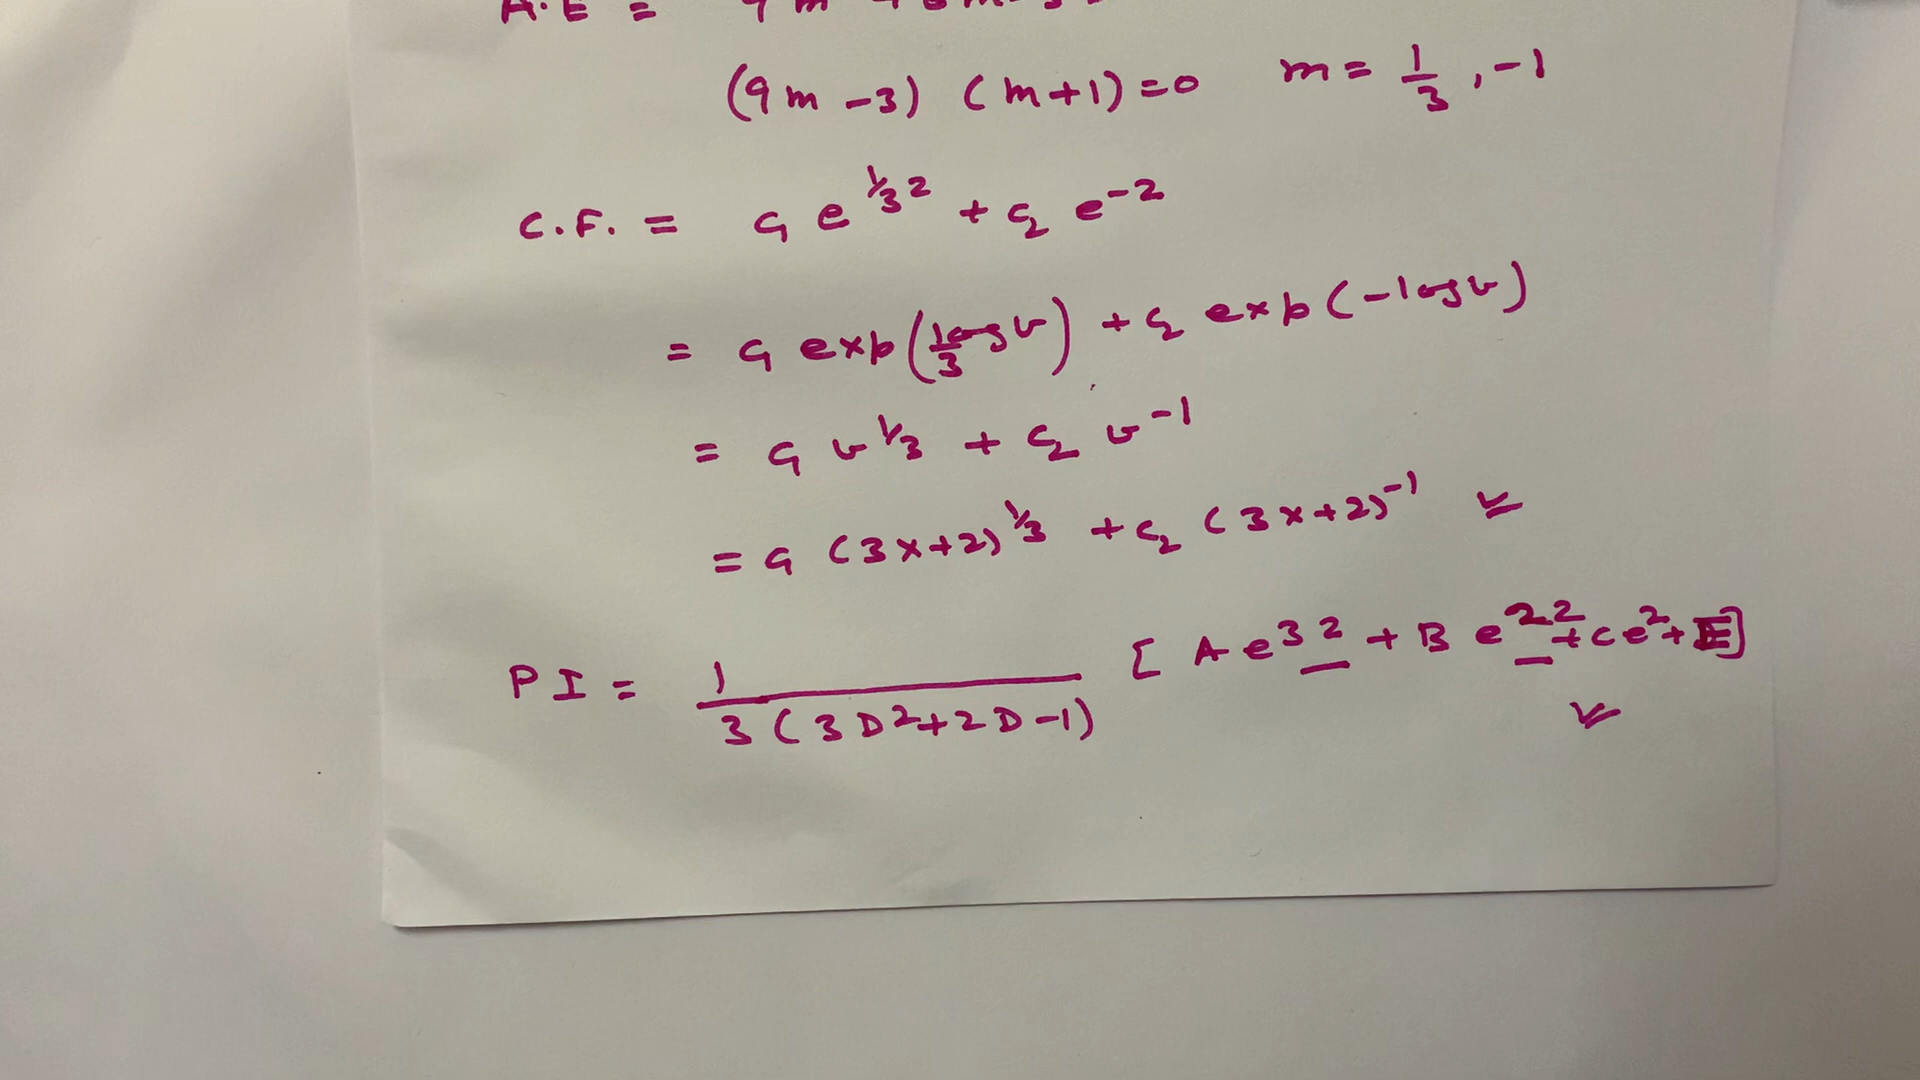 (9m-3) (m+1)=0 m= 1/3, -1
C.F. = C₁ e^{1/3 z} + C₂ e^{-z}
= C₁ exp(1/3 log v) + C₂ exp(-log v)
= C₁ v^{1/3} + C₂ v^{-1}
= C₁ (3x+2)^{1/3} + C₂ (3x+2)^{-1}
PI = 1/3(3D²+2D-1) [A e^{3z} + B e^{2z} + C e^{z} + E]